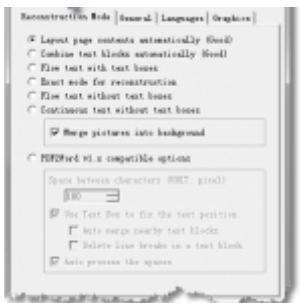 Reconstruction Mode General Languages Graphics
Layout page contents automatically (Good)
Combine text blocks automatically (Good)
Flow text with text boxes
Exact mode for reconstruction
Flow text without text boxes
Continuous text without text boxes
Merge pictures into background
PDF2Word v1.x compatible options
Space between characters
100
Use Text Box to fix the text position
Auto merge nearby text blocks
Delete line breaks in a text block
Auto process the spaces